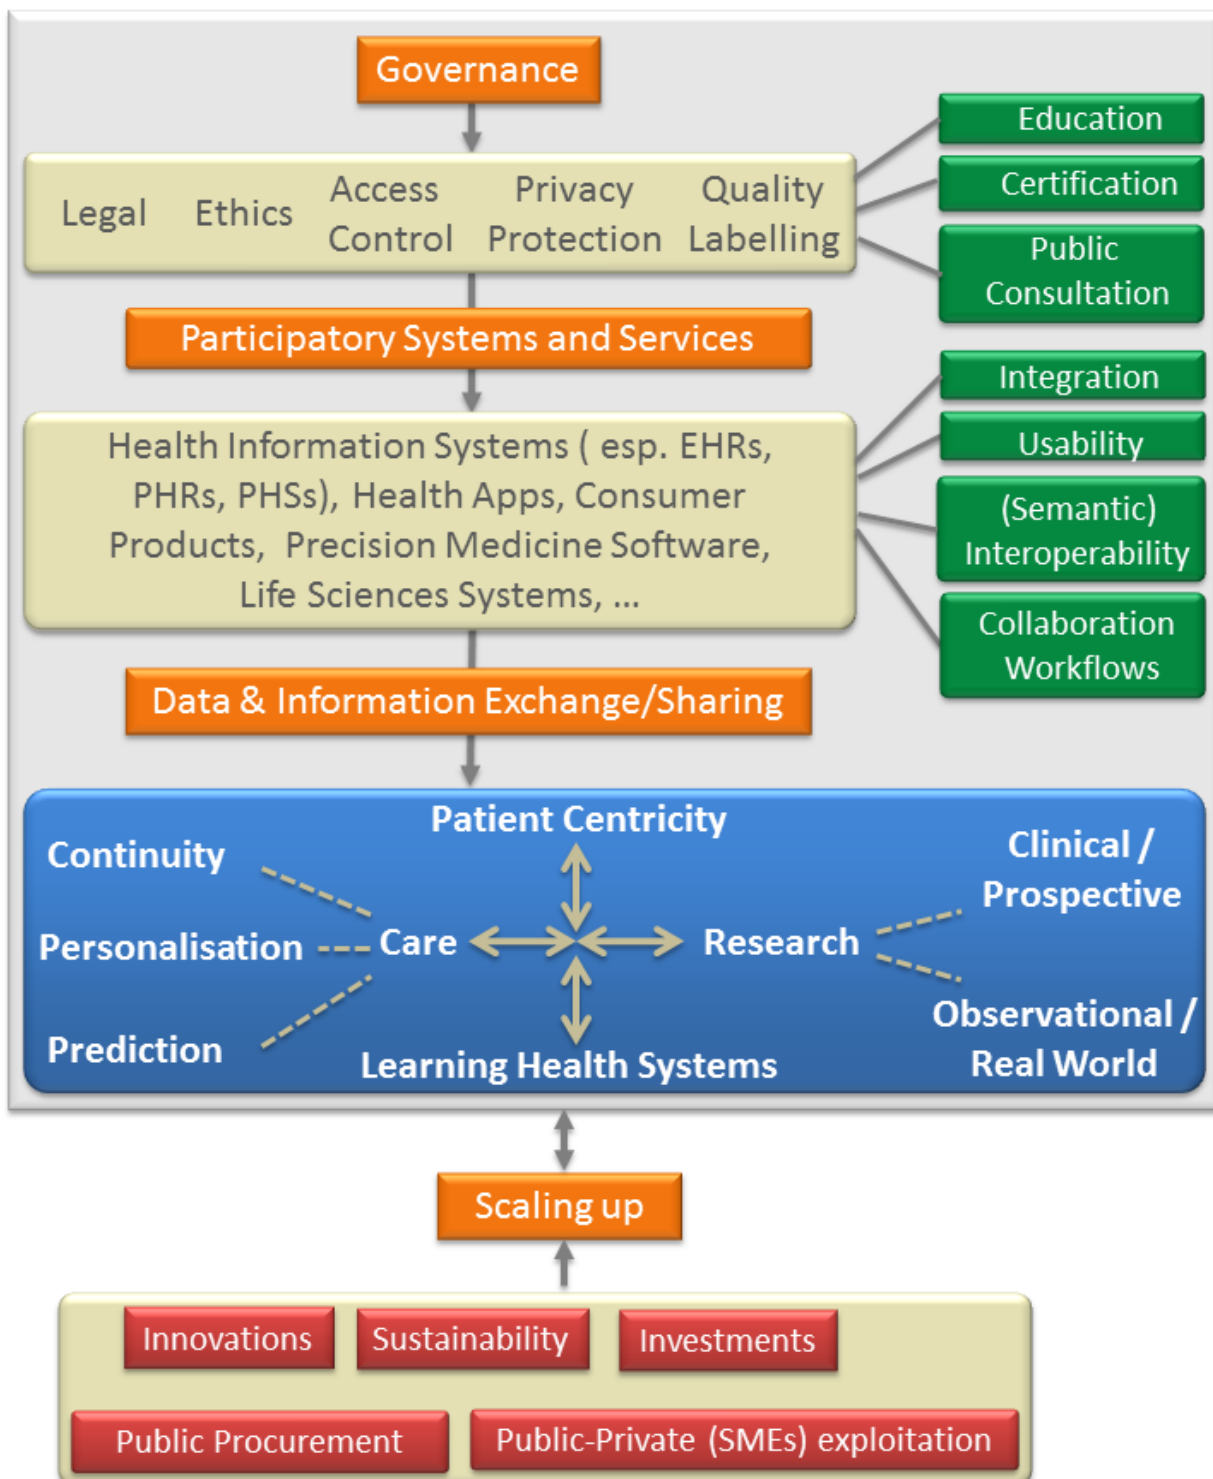 Governance
Legal
Ethics
Access
Control
Privacy
Protection
Quality
Labelling
Education
Certification
Public
Consultation
Participatory Systems and Services
Health Information Systems ( esp. EHRs,
PHRs, PHSs), Health Apps, Consumer
Products, Precision Medicine Software,
Life Sciences Systems, ...
Integration
Usability
(Semantic)
Interoperability
Collaboration
Workflows
Data & Information Exchange/Sharing
Patient Centricity
Continuity
Personalisation
Prediction
Care
Research
Clinical /
Prospective
Observational /
Real World
Learning Health Systems
Scaling up
Innovations
Sustainability
Investments
Public Procurement
Public-Private (SMEs) exploitation